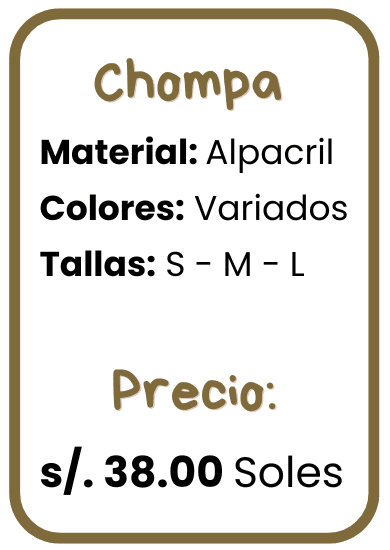 Chompa
Material: Alpacril
Colores: Variados
Tallas: S - M - L
Precio:
s/. 38.00 Soles